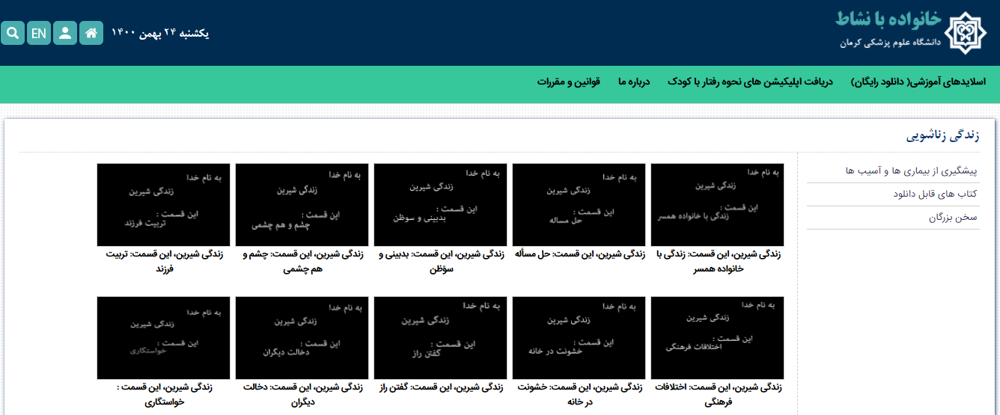 خانواده با نشاط
دانشگاه علوم پزشکی کرمان
یکشنبه ۲۴ بهمن ۱۴۰۰
EN
اسلایدهای آموزشی( دانلود رایگان)
دریافت اپلیکیشن های نحوه رفتار با کودک
درباره ما
قوانین و مقررات
زندگی زناشویی
پیشگیری از بیماری ها و آسیب ها
کتاب های قابل دانلود
سخن بزرگان
به نام خدا
زندگی شیرین
این قسمت :
زندگی با خانواده همسر
زندگی شیرین، این قسمت: زندگی با
خانواده همسر
به نام خدا
زندگی شیرین
این قسمت :
حل مساله
زندگی شیرین، این قسمت: حل مسأله
به نام خدا
زندگی شیرین
این قسمت :
بدبینی و سوظن
زندگی شیرین، این قسمت: بدبینی و
سوؤظن
به نام خدا
زندگی شیرین
این قسمت :
چشم و هم چشمی
زندگی شیرین، این قسمت: چشم و
هم چشمی
به نام خدا
زندگی شیرین
این قسمت :
تربیت فرزند
زندگی شیرین، این قسمت: تربیت
فرزند
به نام خدا
زندگی شیرین
این قسمت :
اختلافات فرهنگی
زندگی شیرین، این قسمت: اختلافات
فرهنگی
به نام خدا
زندگی شیرین
این قسمت :
خشونت در خانه
زندگی شیرین، این قسمت: خشونت
در خانه
به نام خدا
زندگی شیرین
این قسمت :
گفتن راز
زندگی شیرین، این قسمت: گفتن راز
به نام خدا
زندگی شیرین
این قسمت :
دخالت دیگران
زندگی شیرین، این قسمت: دخالت
دیگران
به نام خدا
زندگی شیرین
این قسمت :
خواستگاری
زندگی شیرین، این قسمت :
خواستگاری